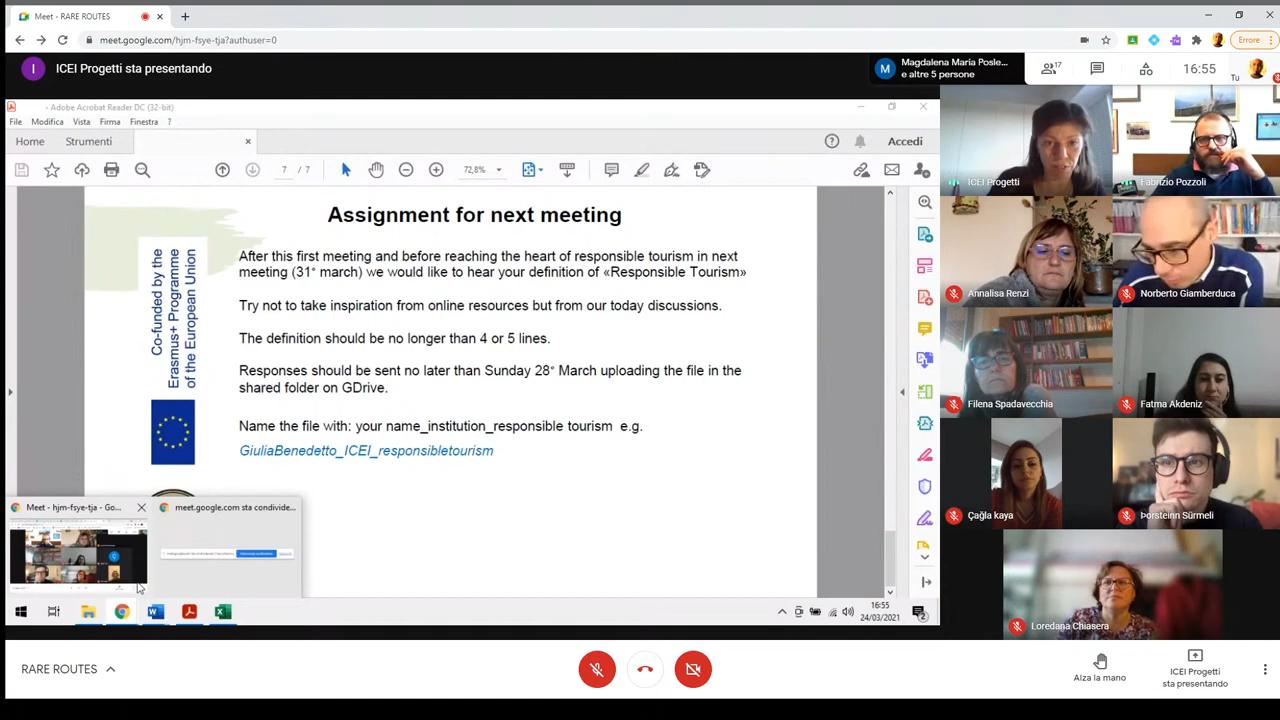 Meet - RARE ROUTES
meet.google.com/hjm-fsye-tja?authuser=0
Errore
I
ICEI Progetti sta presentando
M
Magdalena Maria Posle...
e altre 5 persone
17
16:55
Tu
- Adobe Acrobat Reader DC (32-bit)
File Modifica Vista Firma Finestra ?
Home Strumenti
Accedi
7 / 7
72,8%
Assignment for next meeting
After this first meeting and before reaching the heart of responsible tourism in next
meeting (31° march) we would like to hear your definition of «Responsible Tourism»
Try not to take inspiration from online resources but from our today discussions.
The definition should be no longer than 4 or 5 lines.
Responses should be sent no later than Sunday 28° March uploading the file in the
shared folder on GDrive.
Name the file with: your name_institution_responsible tourism e.g.
GiuliaBenedetto_ICEI_responsibletourism
Co-funded by the
Erasmus+ Programme
of the European Union
Meet - hjm-fsye-tja - Go...
meet.google.com sta condivide...
16:55
24/03/2021
2
ICEI Progetti
Fabrizio Pozzoli
Annalisa Renzi
Norberto Giamberduca
Filena Spadavecchia
Fatma Akdeniz
Çağla kaya
Þorsteinn Sürmeli
Loredana Chiasera
RARE ROUTES
Alza la mano
ICEI Progetti
sta presentando